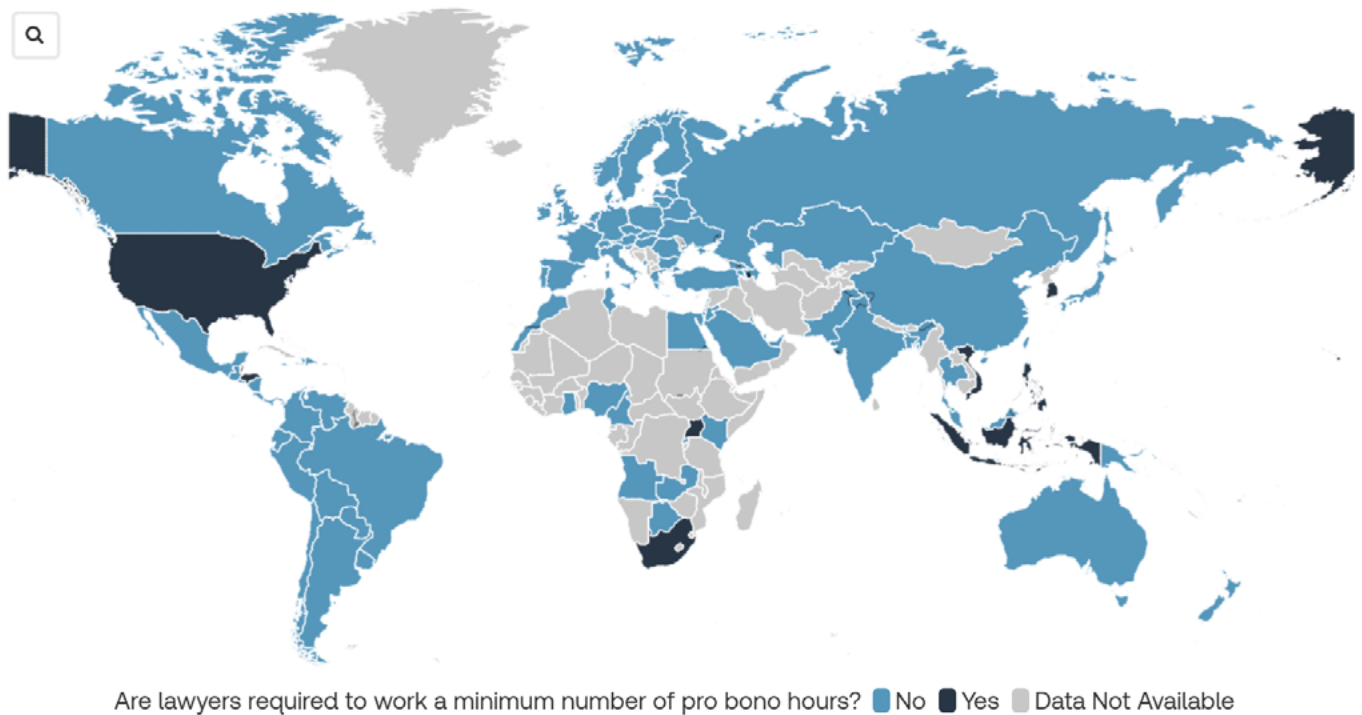 Are lawyers required to work a minimum number of pro bono hours? No Yes Data Not Available